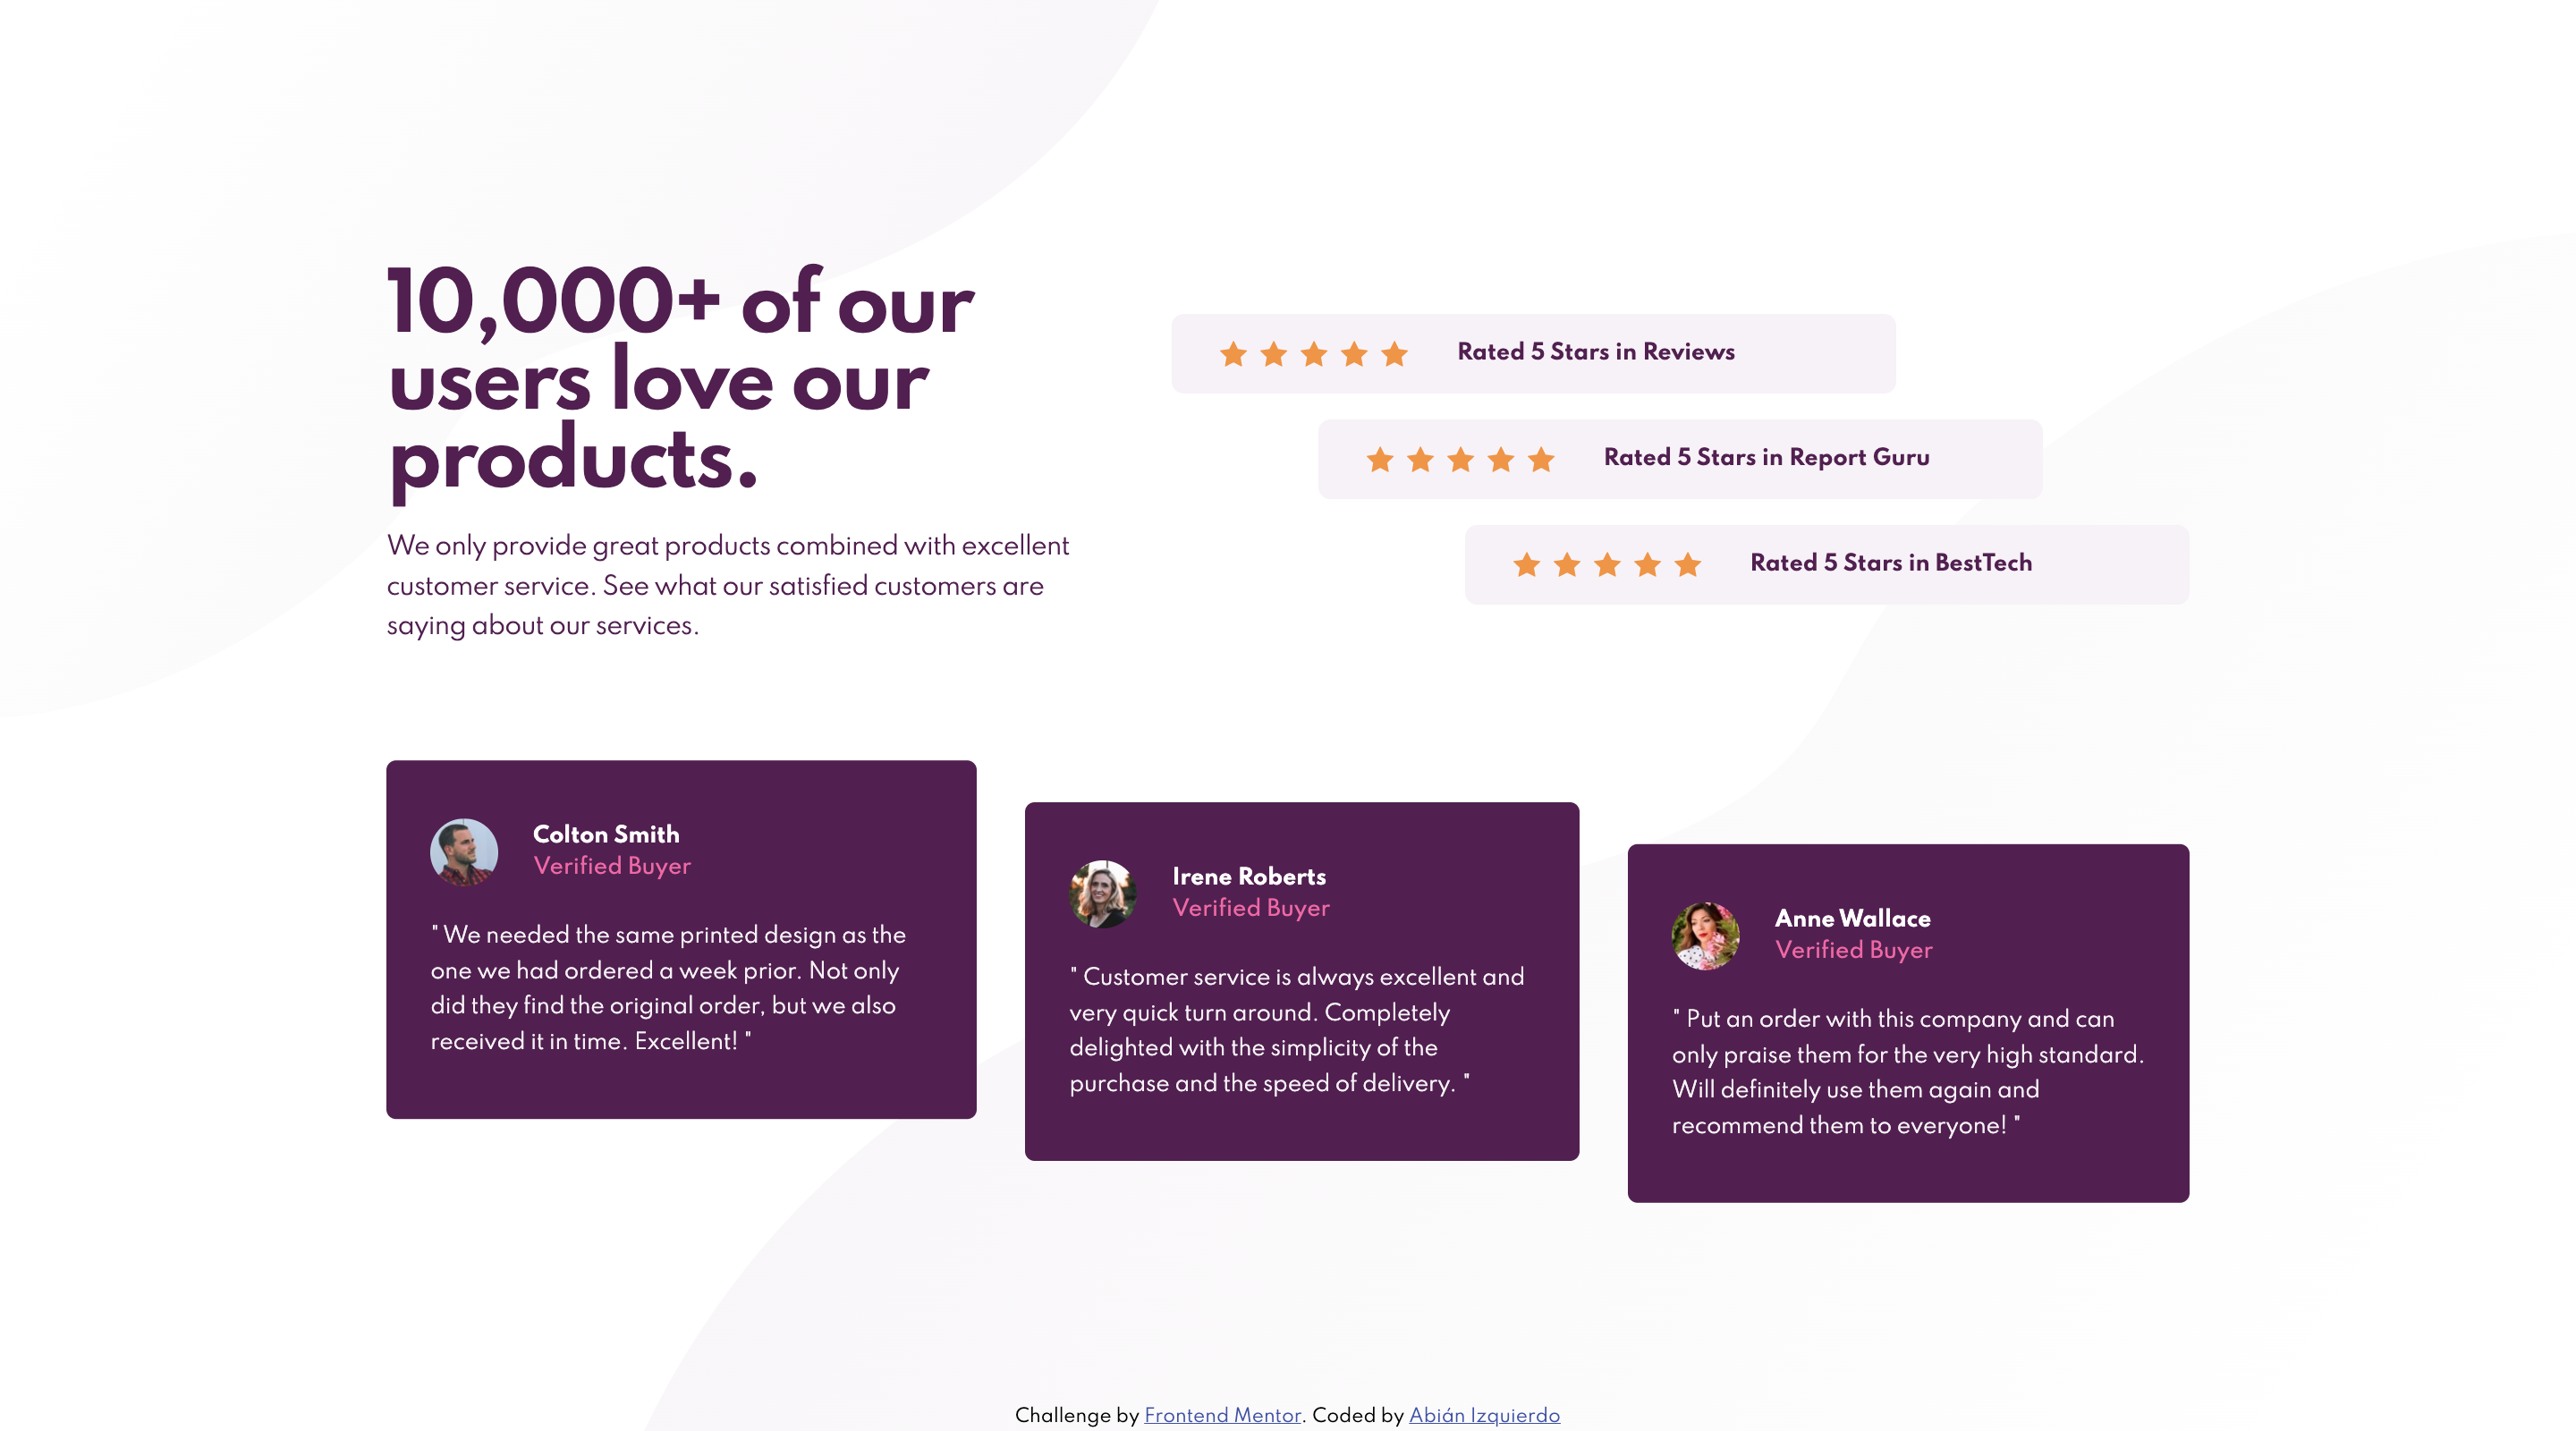 10,000+ of our
users love our
products.
We only provide great products combined with excellent
customer service. See what our satisfied customers are
saying about our services.
Rated 5 Stars in Reviews
Rated 5 Stars in Report Guru
Rated 5 Stars in BestTech
Colton Smith
Verified Buyer
" We needed the same printed design as the
one we had ordered a week prior. Not only
did they find the original order, but we also
received it in time. Excellent! "
Irene Roberts
Verified Buyer
" Customer service is always excellent and
very quick turn around. Completely
delighted with the simplicity of the
purchase and the speed of delivery. "
Anne Wallace
Verified Buyer
" Put an order with this company and can
only praise them for the very high standard.
Will definitely use them again and
recommend them to everyone! "
Challenge by Frontend Mentor. Coded by Abián Izquierdo